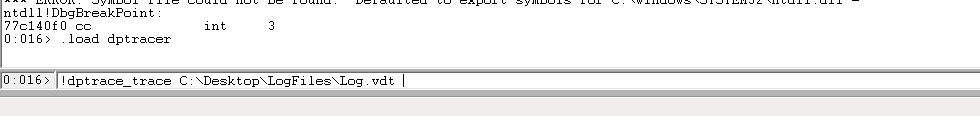 *** ERROR: Symbol file could not be found.  Defaulted to export symbols for C:\Windows\SYSTEM32\ntdll.dll -
ntdll!DbgBreakPoint:
77c140f0 cc              int     3
0:016> .load dptracer
0:016> !dptrace_trace C:\Desktop\LogFiles\Log.vdt